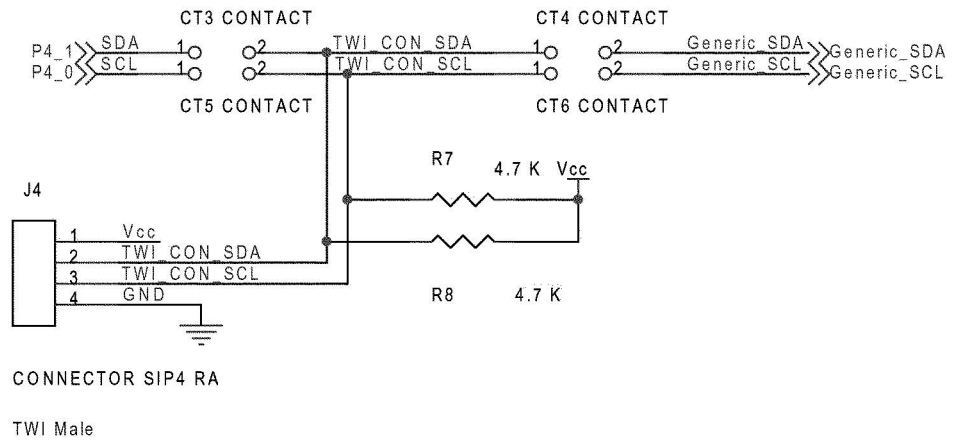 CT3 CONTACT
CT4 CONTACT
P4_1 SDA 1 2 TWI_CON_SDA 1 2 Generic_SDA Generic_SDA
P4_0 SCL 1 2 TWI_CON_SCL 1 2 Generic_SCL Generic_SCL
CT5 CONTACT
CT6 CONTACT
R7 4.7 K Vcc
J4
1 Vcc
2 TWI_CON_SDA
3 TWI_CON_SCL
4 GND
R8 4.7 K
CONNECTOR SIP4 RA
TWI Male